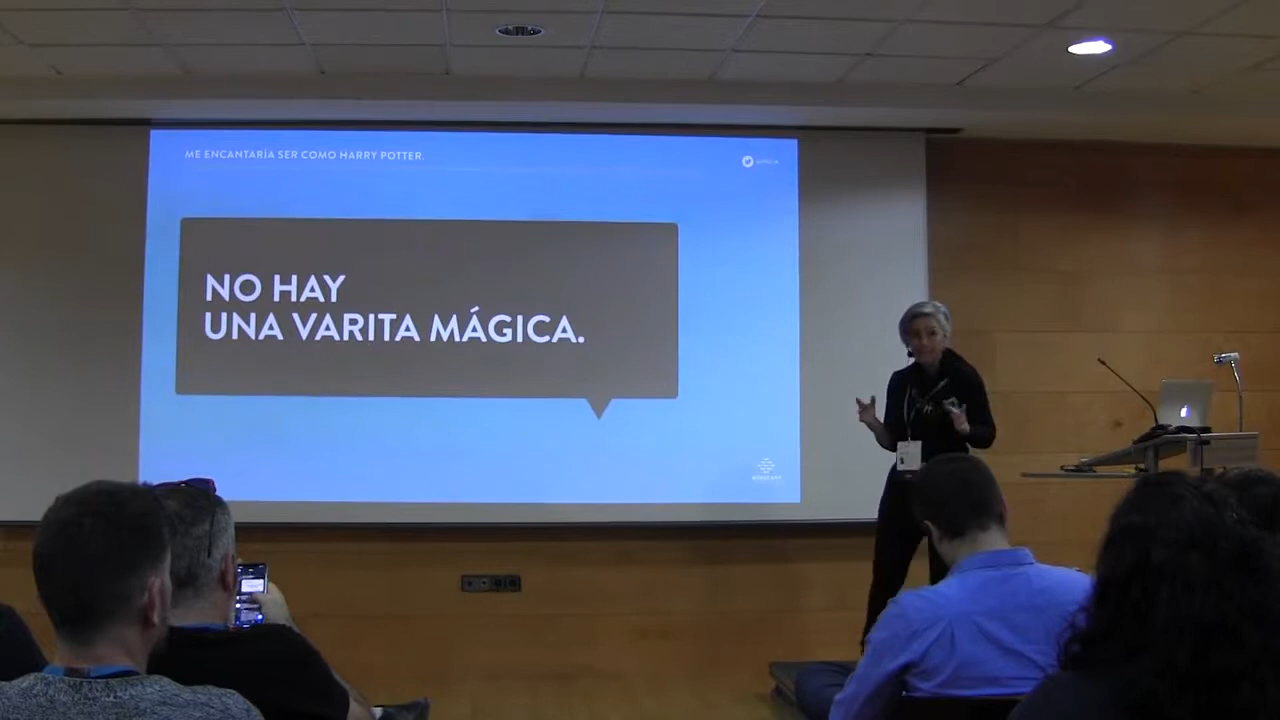 ME ENCANTARÍA SER COMO HARRY POTTER.
NO HAY
UNA VARITA MÁGICA.